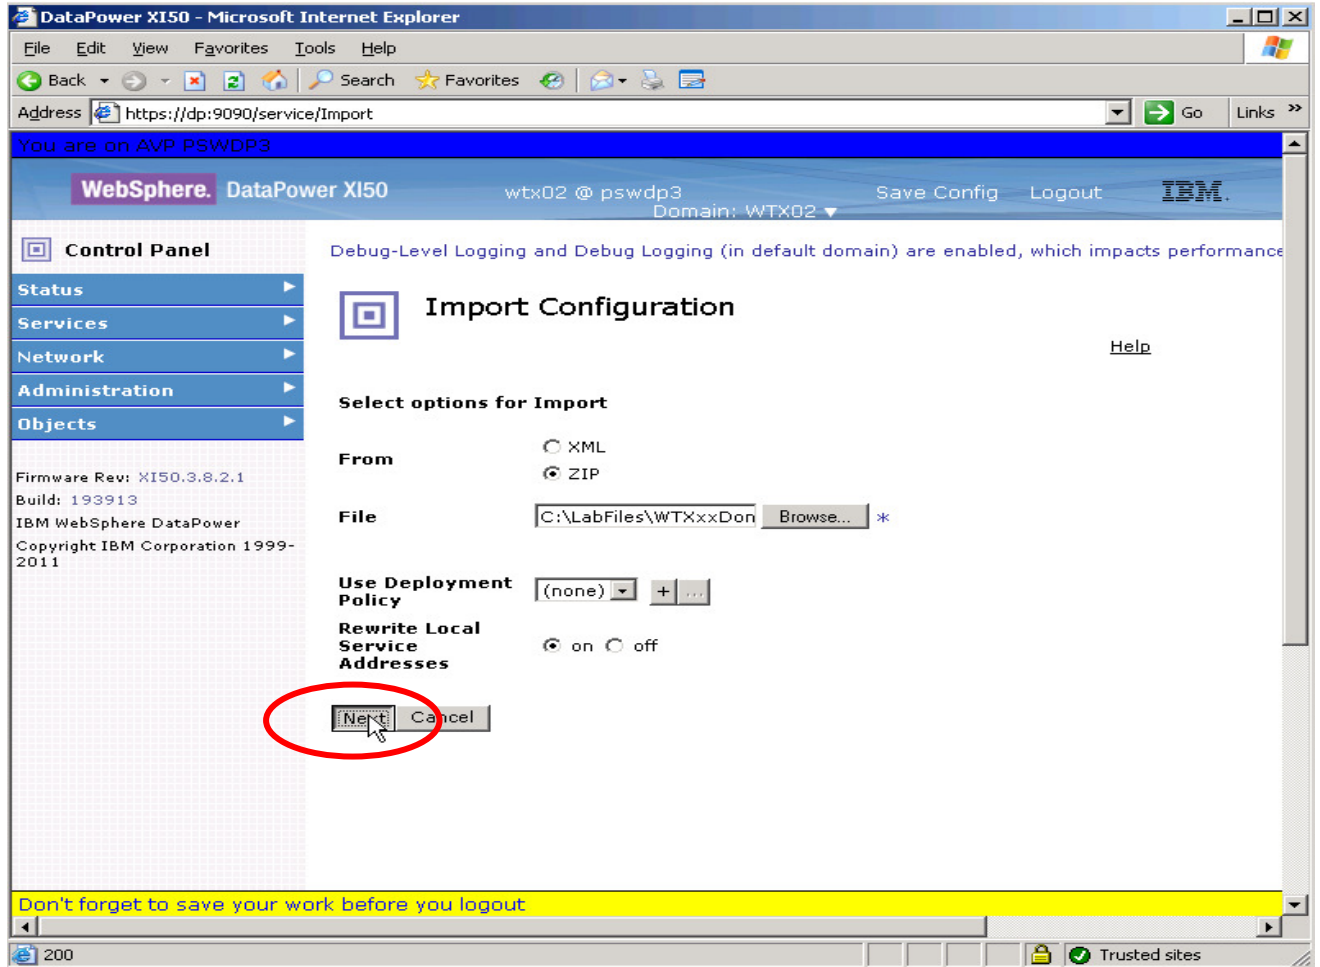 DataPower XI50 - Microsoft Internet Explorer
File Edit View Favorites Tools Help
Back Search Favorites
Address https://dp:9090/service/Import Go Links »
You are on AVP PSWDP3
WebSphere. DataPower XI50 wtx02 @ pswdp3 Save Config Logout IBM.
Domain: WTX02
Control Panel
Debug-Level Logging and Debug Logging (in default domain) are enabled, which impacts performance
Status
Services
Network
Administration
Objects
Firmware Rev: XI50.3.8.2.1
Build: 193913
IBM WebSphere DataPower
Copyright IBM Corporation 1999-
2011
Import Configuration
Help
Select options for Import
From
XML
ZIP
File C:\LabFiles\WTXxxDon Browse... *
Use Deployment
Policy
(none) + ...
Rewrite Local
Service
Addresses
on off
Next Cancel
Don't forget to save your work before you logout
200 Trusted sites